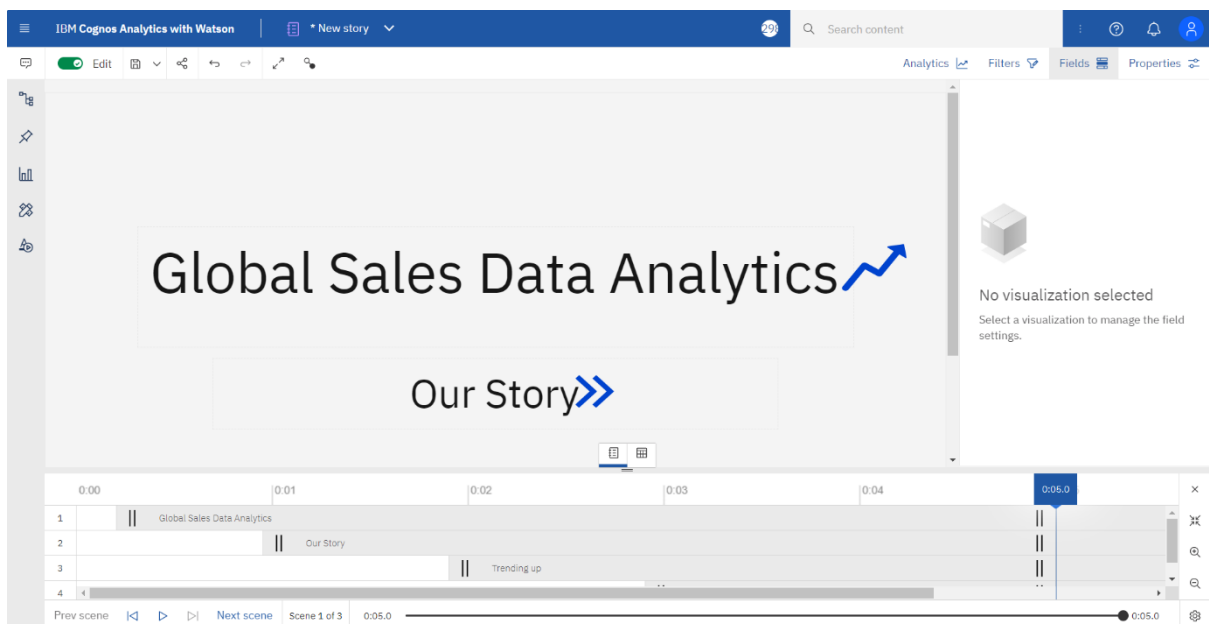 IBM Cognos Analytics with Watson
* New story
Search content
Edit
Analytics
Filters
Fields
Properties
Global Sales Data Analytics
Our Story
No visualization selected
Select a visualization to manage the field
settings.
0:00
0:01
0:02
0:03
0:04
0:05.0
1 Global Sales Data Analytics
2 Our Story
3 Trending up
4
Prev scene
Next scene
Scene 1 of 3
0:05.0
0:05.0